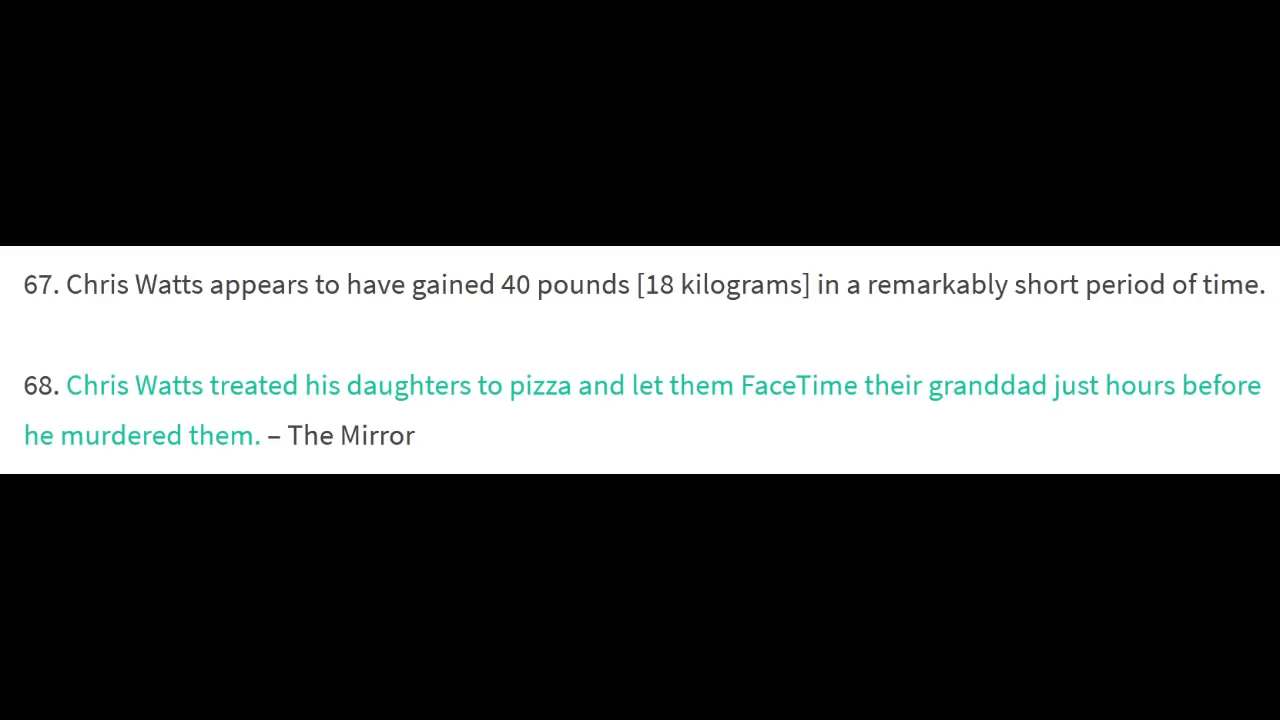 67. Chris Watts appears to have gained 40 pounds [18 kilograms] in a remarkably short period of time.
68. Chris Watts treated his daughters to pizza and let them FaceTime their granddad just hours before
he murdered them. – The Mirror